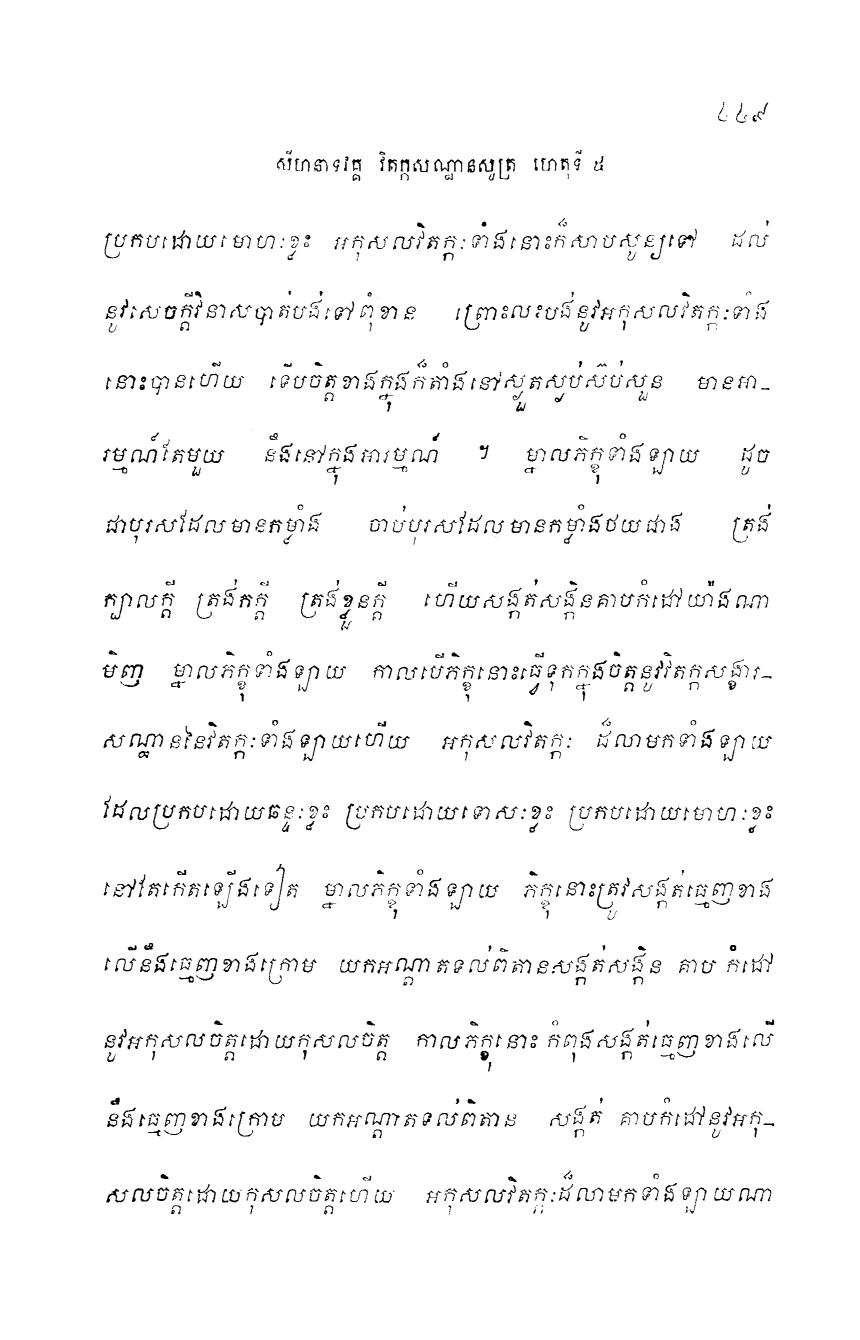 ៤៤៩
សីហនាទវគ្គ វិតក្កសណ្ឋានសូត្រ ហេតុទី ៥
ប្រកបដោយមោហៈខ្លះ អកុសលវិតក្កៈទាំងនោះក៏សាបសូន្យទៅ ដល់
នូវសេចក្តីវិនាសបាត់បង់ទៅពុំខាន ព្រោះលះបង់នូវអកុសលវិតក្កៈទាំង
នោះបានហើយ ទើបចិត្តខាងក្នុងក៏តាំងនៅស្ងួតស្ងប់ស៊ប់សួន មានអា-
រម្មណ៍តែមួយ នឹងនៅក្នុងអារម្មណ៍ ។ ម្នាលភិក្ខុទាំងឡាយ ដូច
ជាបុរសដែលមានកម្លាំង ចាប់បុរសដែលមានកម្លាំងថយជាង ត្រង់
ក្បាលក្តី ត្រង់កក្តី ត្រង់ខ្លួនក្តី ហើយសង្កត់សង្កិនគាបកំដៅយ៉ាងណា
មិញ ម្នាលភិក្ខុទាំងឡាយ កាលបើភិក្ខុនោះធ្វើទុកក្នុងចិត្តនូវវិតក្កសង្ខារ-
សណ្ឋាននៃវិតក្កៈទាំងឡាយហើយ អកុសលវិតក្កៈ ដ៏លាមកទាំងឡាយ
ដែលប្រកបដោយឆន្ទៈខ្លះ ប្រកបដោយទោសៈខ្លះ ប្រកបដោយមោហៈខ្លះ
នៅតែកើតឡើងទៀត ម្នាលភិក្ខុទាំងឡាយ ភិក្ខុនោះត្រូវសង្កត់ធ្មេញខាង
លើនឹងធ្មេញខាងក្រោម យកអណ្តាតទល់ពិតានសង្កត់សង្កិន គាប កំដៅ
នូវអកុសលចិត្តដោយកុសលចិត្ត កាលភិក្ខុនោះ កំពុងសង្កត់ធ្មេញខាងលើ
នឹងធ្មេញខាងក្រោម យកអណ្តាតទល់ពិតាន សង្កត់ គាបកំដៅនូវអកុ-
សលចិត្តដោយកុសលចិត្តហើយ អកុសលវិតក្កៈដ៏លាមកទាំងឡាយណា